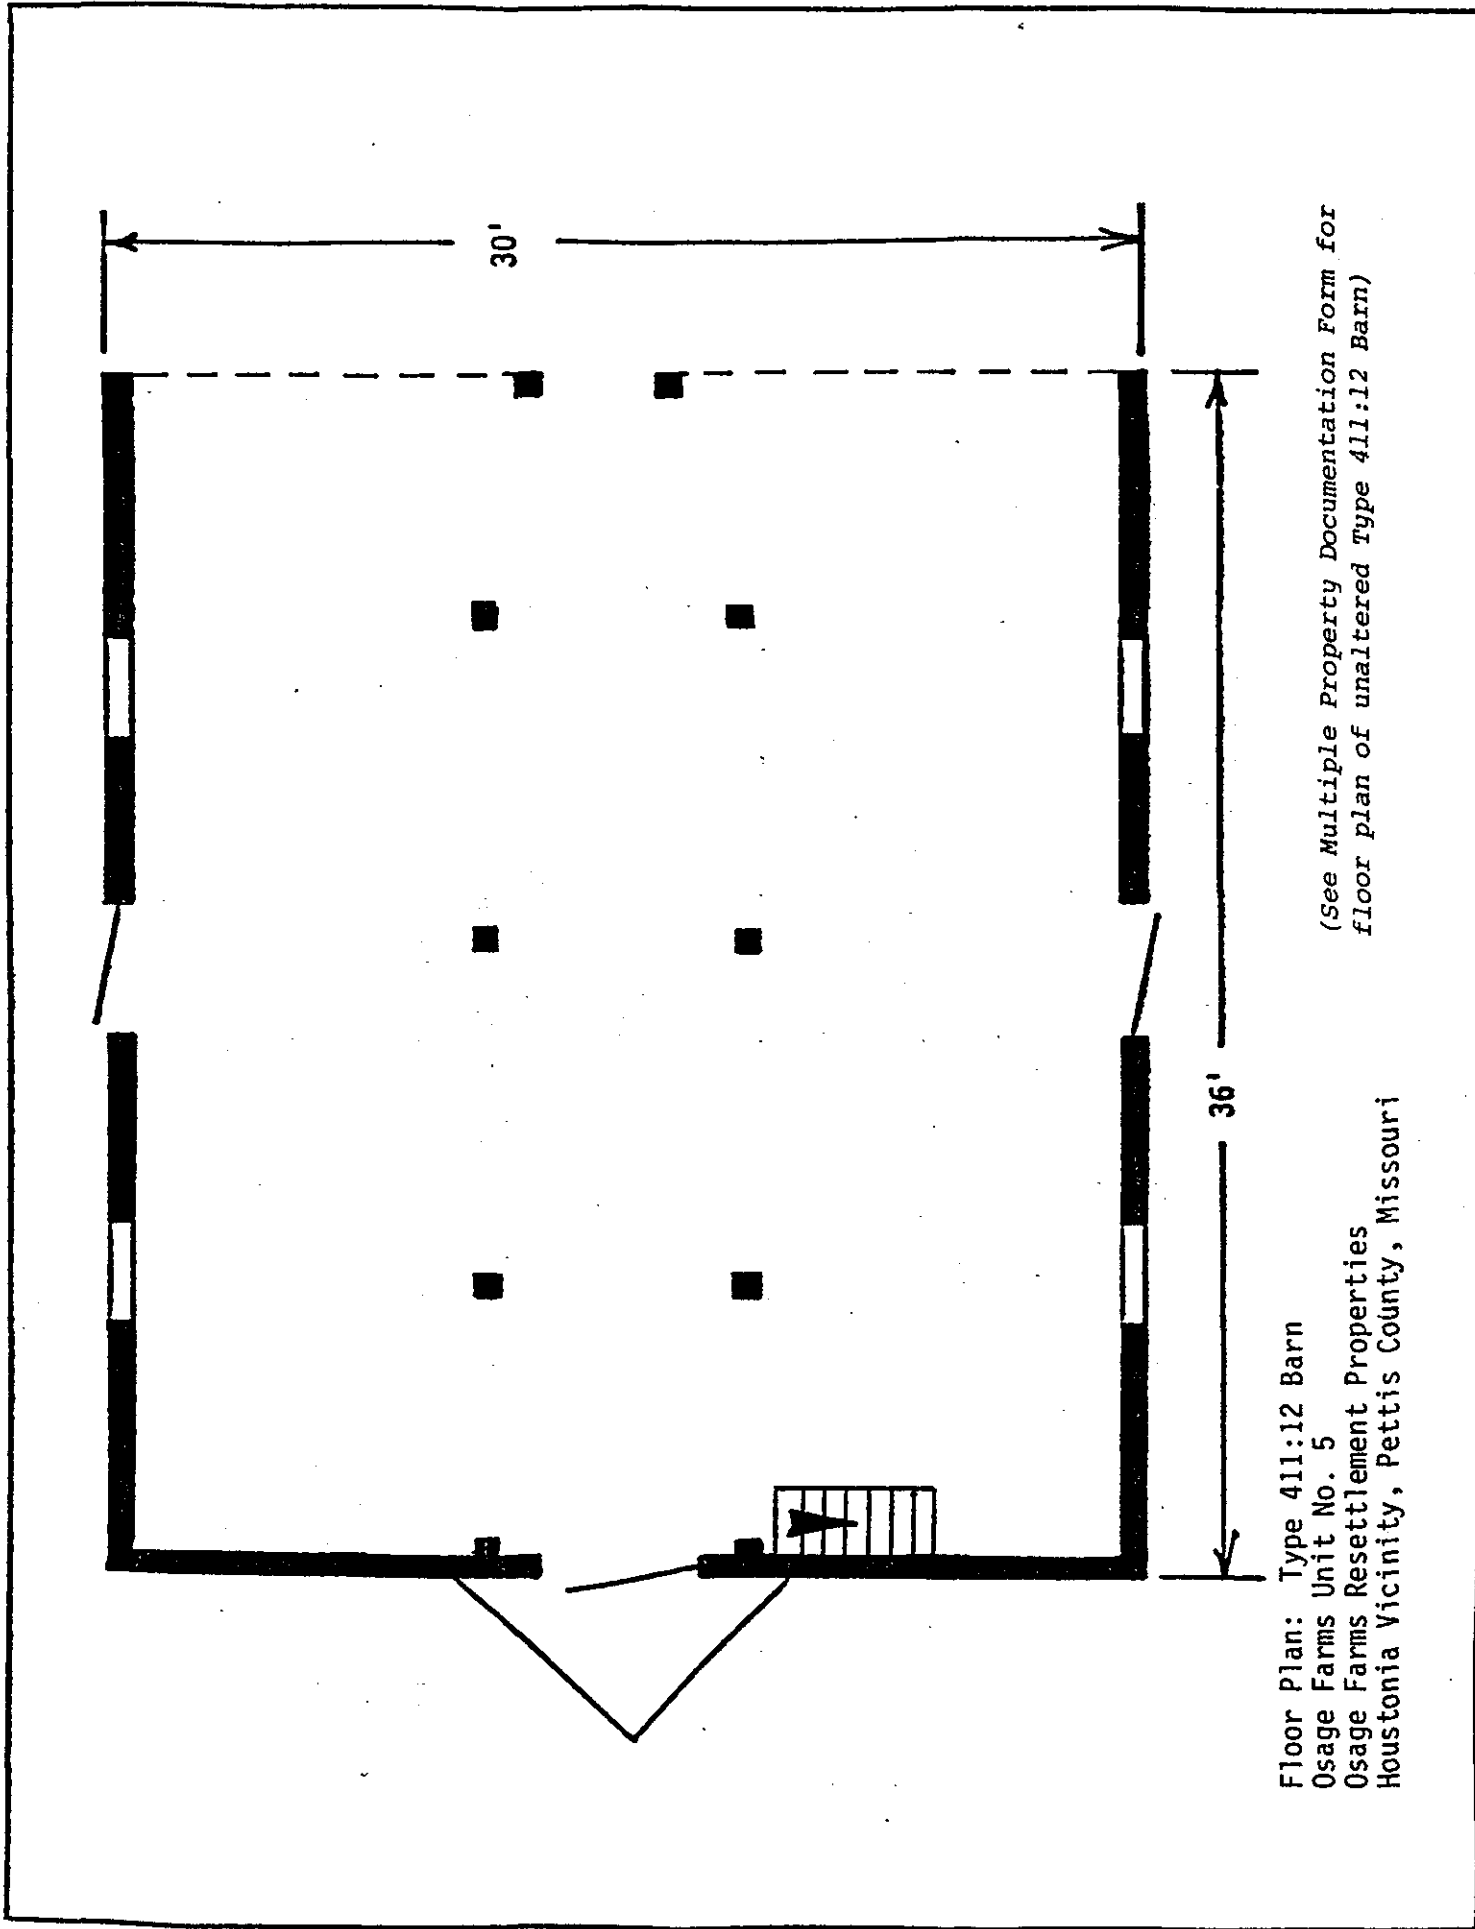 30'
36'
Floor Plan: Type 411:12 Barn
Osage Farms Unit No. 5
Osage Farms Resettlement Properties
Houstonia Vicinity, Pettis County, Missouri
(See Multiple Property Documentation Form for
floor plan of unaltered Type 411:12 Barn)